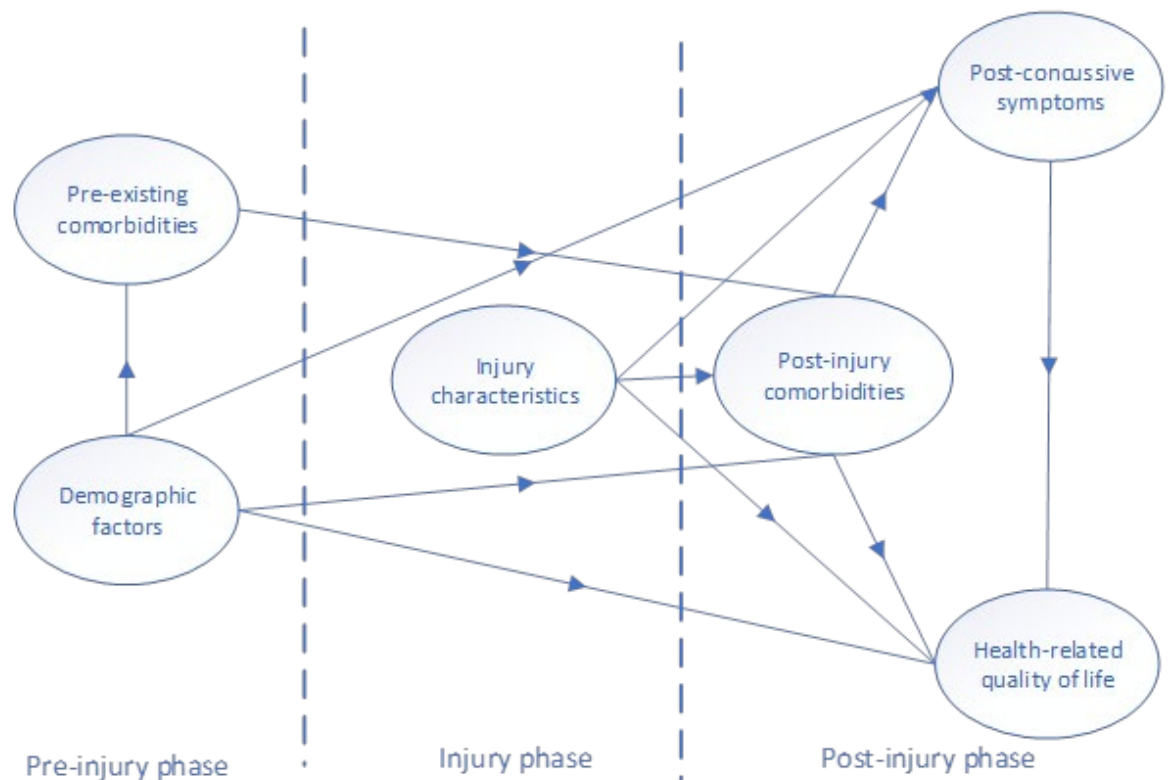 Post-concussive
symptoms
Pre-existing
comorbidities
Injury
characteristics
Post-injury
comorbidities
Demographic
factors
Health-related
quality of life
Pre-injury phase
Injury phase
Post-injury phase